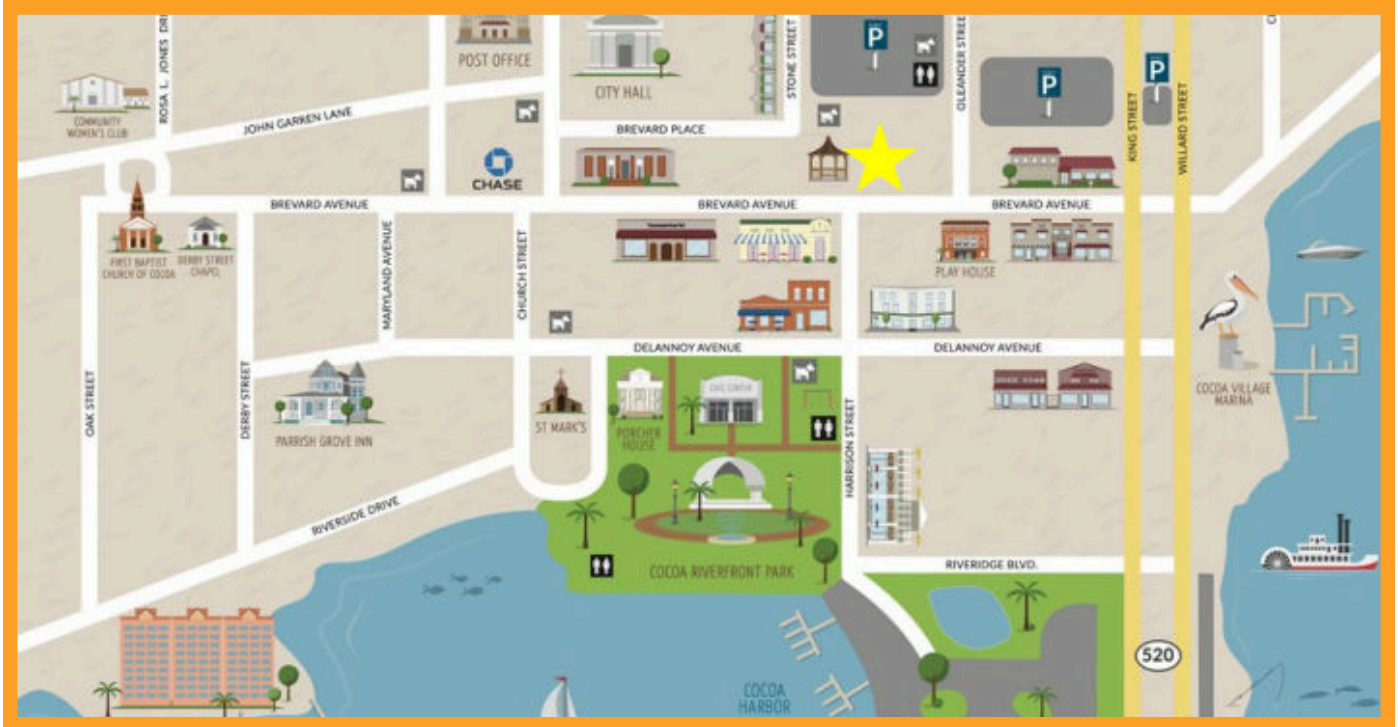 ROSA L. JONES DRI
POST OFFICE
CITY HALL
STONE STREET
P
OLEANDER STREE
P
P
KING STREET
WILLARD STREET
COMMUNITY
WOMEN'S CLUB
JOHN GARREN LANE
BREVARD PLACE
CHASE
BREVARD AVENUE
BREVARD AVENUE
BREVARD AVENUE
FIRST BAPTIST
CHURCH OF COCOA
DERBY STREET
CHAPEL
MARYLAND AVENUE
CHURCH STREET
PLAY HOUSE
DELANNOY AVENUE
DELANNOY AVENUE
OAK STREET
DERBY STREET
PARRISH GROVE INN
ST MARK'S
PORCHER
HOUSE
CIVIC CENTER
HARRISON STREET
COCOA VILLAGE
MARINA
RIVERSIDE DRIVE
COCOA RIVERFRONT PARK
RIVERIDGE BLVD.
520
COCOA
HARBOR